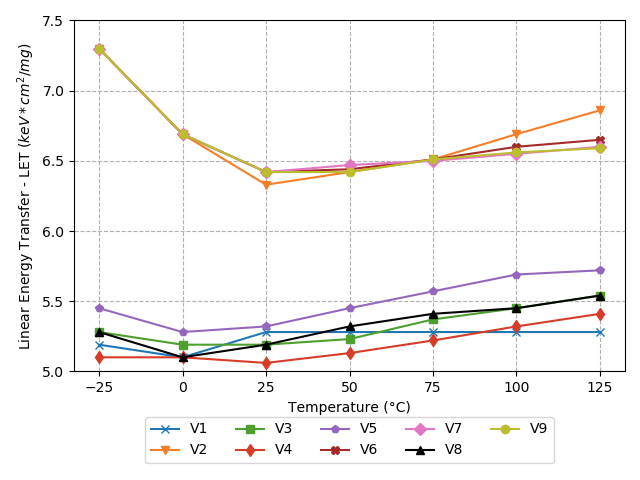 7.5
7.0
6.5
6.0
5.5
5.0
Linear Energy Transfer - LET (keV * cm²/mg)
−25 0 25 50 75 100 125
Temperature (°C)
V1 V3 V5 V7 V9
V2 V4 V6 V8